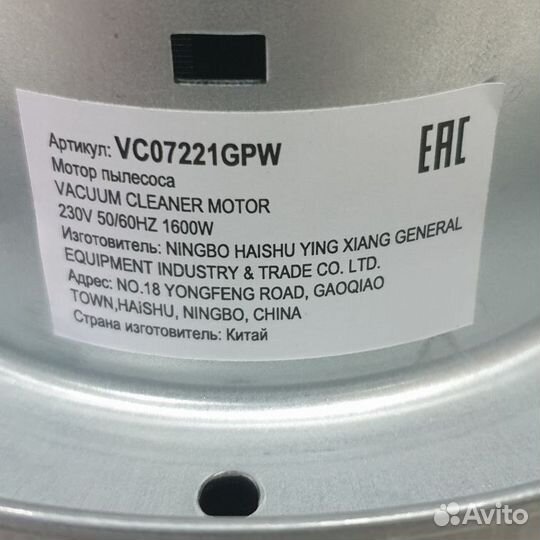 Артикул: VC07221GPW
EAC
Мотор пылесоса
VACUUM CLEANER MOTOR
230V 50/60HZ 1600W
Изготовитель: NINGBO HAISHU YING XIANG GENERAL
EQUIPMENT INDUSTRY & TRADE CO. LTD.
Адрес: NO.18 YONGFENG ROAD, GAOQIAO
TOWN,HAiSHU, NINGBO, CHINA
Страна изготовитель: Китай
Avito